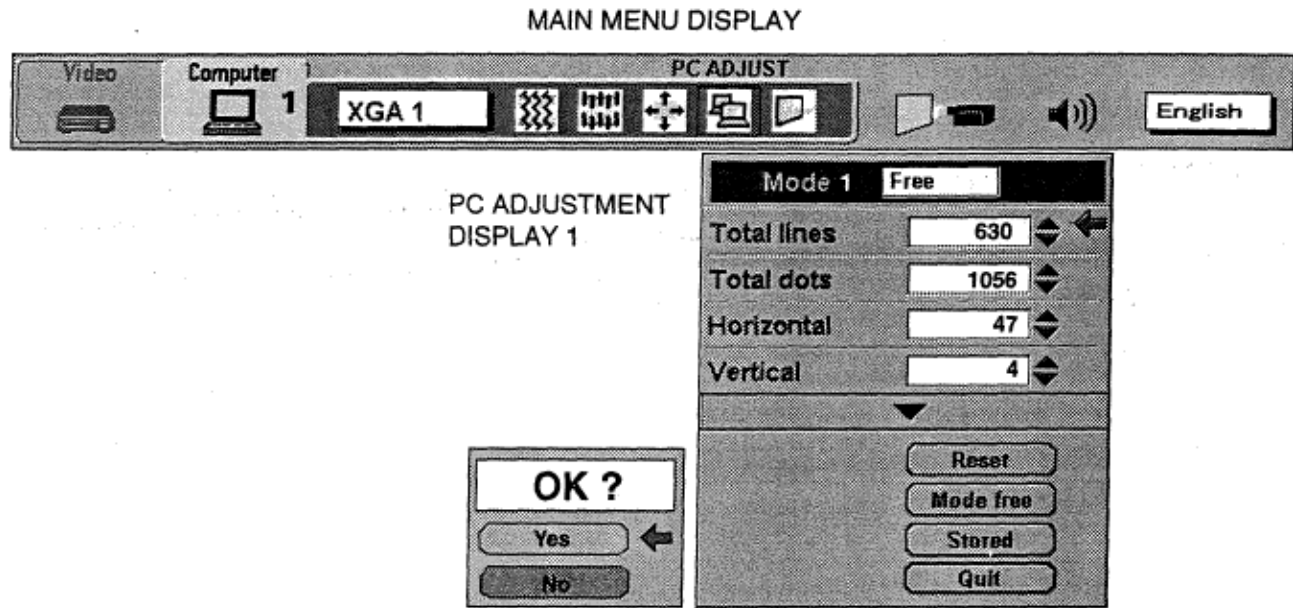 MAIN MENU DISPLAY
Video
Computer
1
PC ADJUST
XGA 1
English
PC ADJUSTMENT
DISPLAY 1
Mode 1 Free
Total lines 630
Total dots 1056
Horizontal 47
Vertical 4
Reset
Mode free
Stored
Quit
OK ?
Yes
No